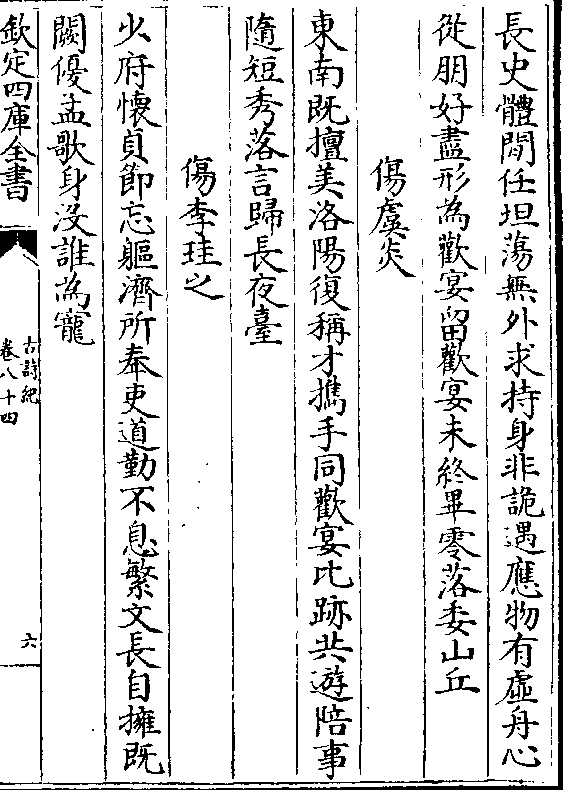 長史體閒任坦蕩無外求持身非詭遇應物有虛舟心
從朋好盡形為歡宴留歡宴未終畢零落委山丘
傷虞炎
東南既擅美洛陽復稱才攜手同歡宴比跡共遊陪事
隨短秀落言歸長夜臺
傷李珪之
少府懷貞節忘軀濟所奉吏道勤不息繁文長自擁既
闕優孟歌身没誰為寵
欽定四庫全書
古詩紀
卷八十四
六